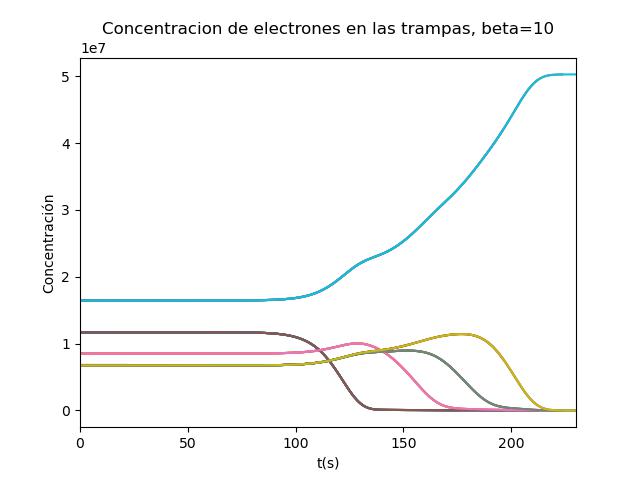 Concentracion de electrones en las trampas, beta=10
1e7
5
4
3
2
1
0
Concentración
0 50 100 150 200
t(s)